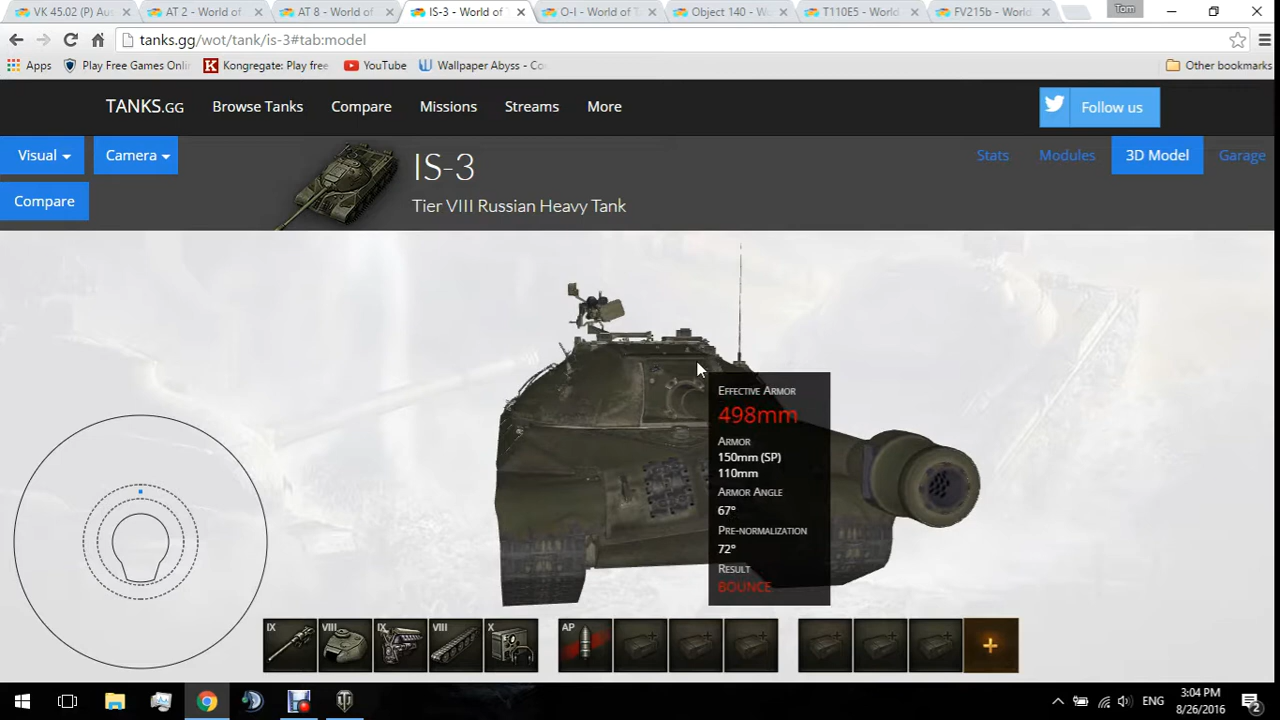 VK 45.02 (P) Aus
AT 2 - World of
AT 8 - World of
IS-3 - World of T
O-I - World of T
Object 140 - Wo
T110E5 - World
FV215b - World
Tom
tanks.gg/wot/tank/is-3#tab:model
Apps
Play Free Games Onli
Kongregate: Play free
YouTube
Wallpaper Abyss - Co
Other bookmarks
TANKS.GG
Browse Tanks
Compare
Missions
Streams
More
Follow us
Visual
Camera
Compare
IS-3
Tier VIII Russian Heavy Tank
Stats
Modules
3D Model
Garage
EFFECTIVE ARMOR
498mm
ARMOR
150mm (SP)
110mm
ARMOR ANGLE
67°
PRE-NORMALIZATION
72°
RESULT
BOUNCE
IX
VIII
IX
VIII
X
AP
ENG
3:04 PM
8/26/2016
2